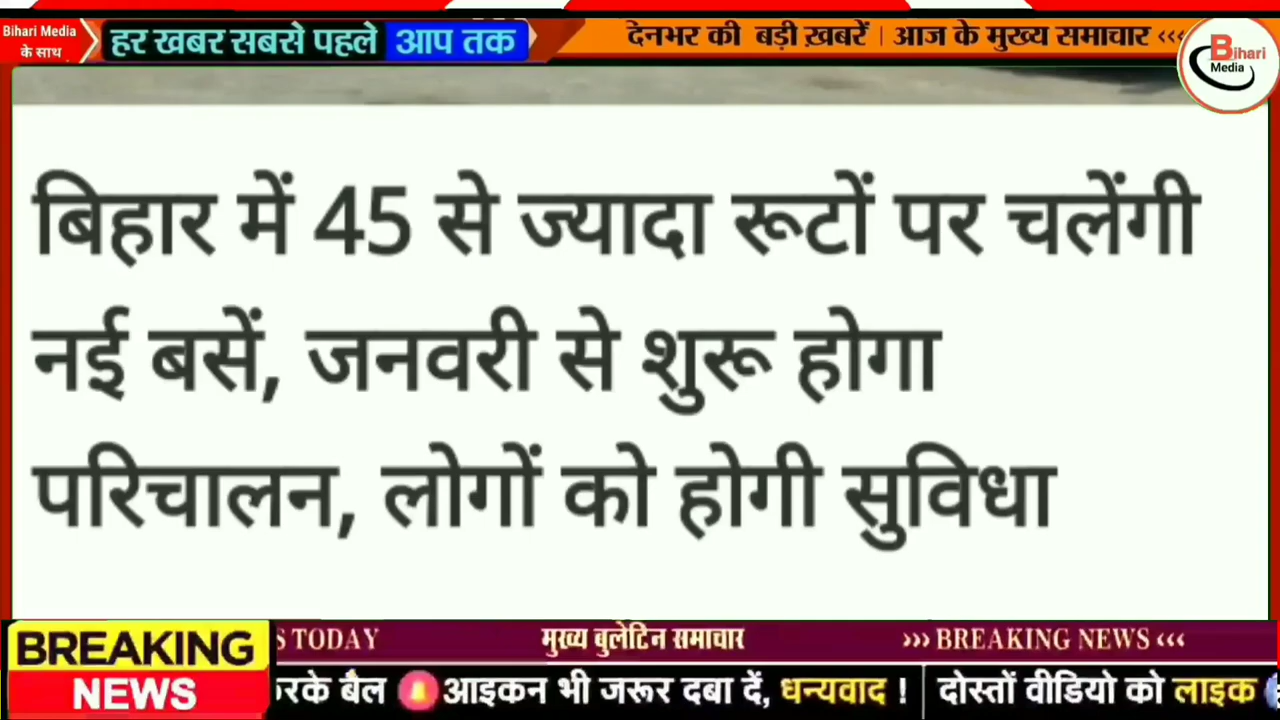 Bihari Media
के साथ
हर खबर सबसे पहले आप तक
देनभर की बड़ी ख़बरें | आज के मुख्य समाचार ‹‹‹
Bihari
Media
बिहार में 45 से ज्यादा रूटों पर चलेंगी
नई बसें, जनवरी से शुरू होगा
परिचालन, लोगों को होगी सुविधा
BREAKING
NEWS
S TODAY मुख्य बुलेटिन समाचार ››› BREAKING NEWS ‹‹‹
रके बैल आइकन भी जरूर दबा दें, धन्यवाद ! | दोस्तों वीडियो को लाइक